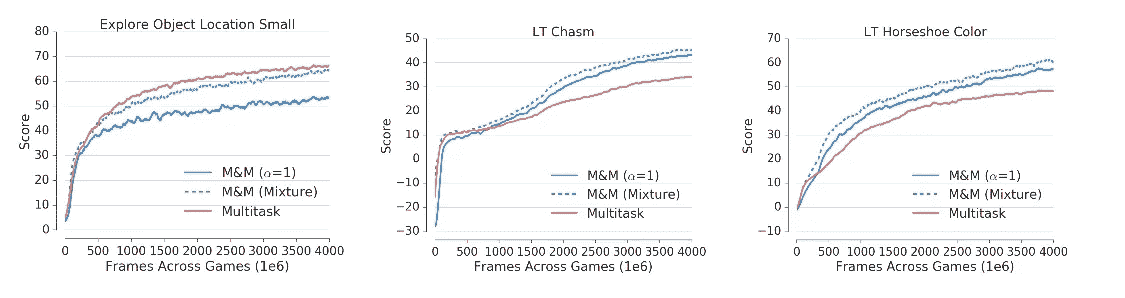 Explore Object Location Small
80
70
60
50
40
30
20
10
0
Score
M&M (α=1)
M&M (Mixture)
Multitask
0 500 1000 1500 2000 2500 3000 3500 4000
Frames Across Games (1e6)
LT Chasm
50
40
30
20
10
0
−10
−20
−30
Score
M&M (α=1)
M&M (Mixture)
Multitask
0 500 1000 1500 2000 2500 3000 3500 4000
Frames Across Games (1e6)
LT Horseshoe Color
70
60
50
40
30
20
10
0
−10
Score
M&M (α=1)
M&M (Mixture)
Multitask
0 500 1000 1500 2000 2500 3000 3500 4000
Frames Across Games (1e6)